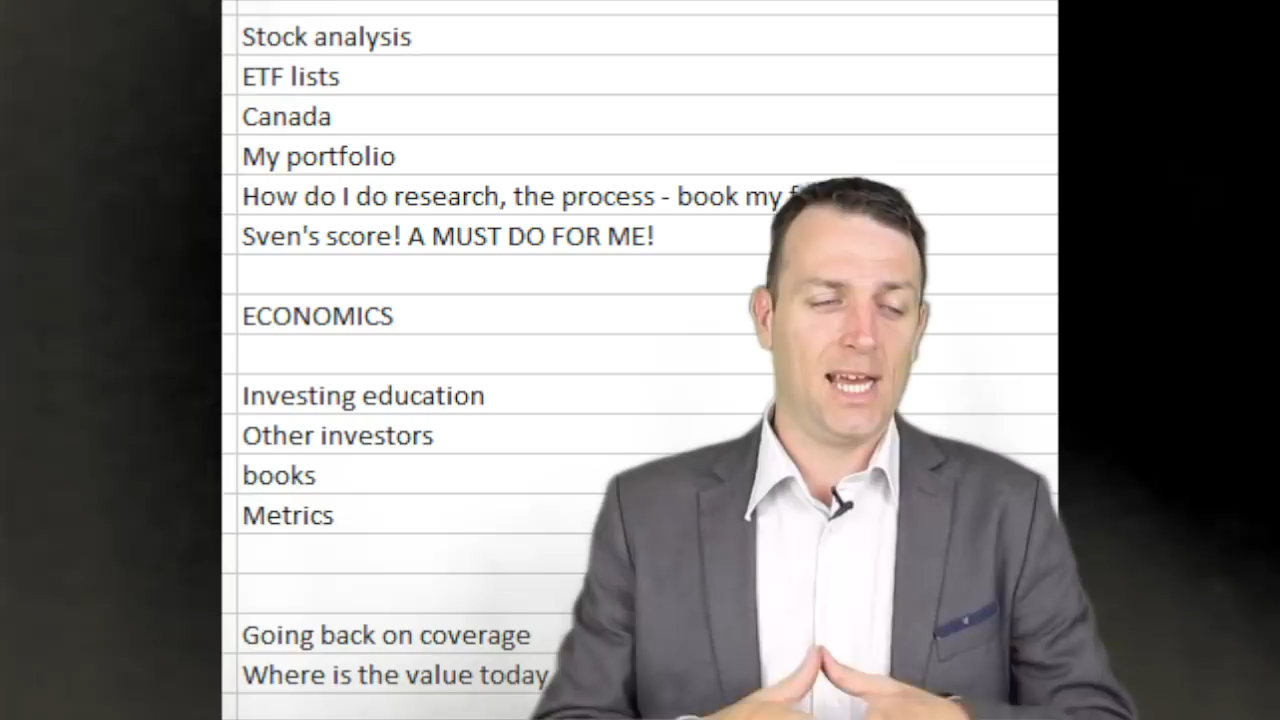 Stock analysis
ETF lists
Canada
My portfolio
How do I do research, the process - book my
Sven's score! A MUST DO FOR ME!
ECONOMICS
Investing education
Other investors
books
Metrics
Going back on coverage
Where is the value today